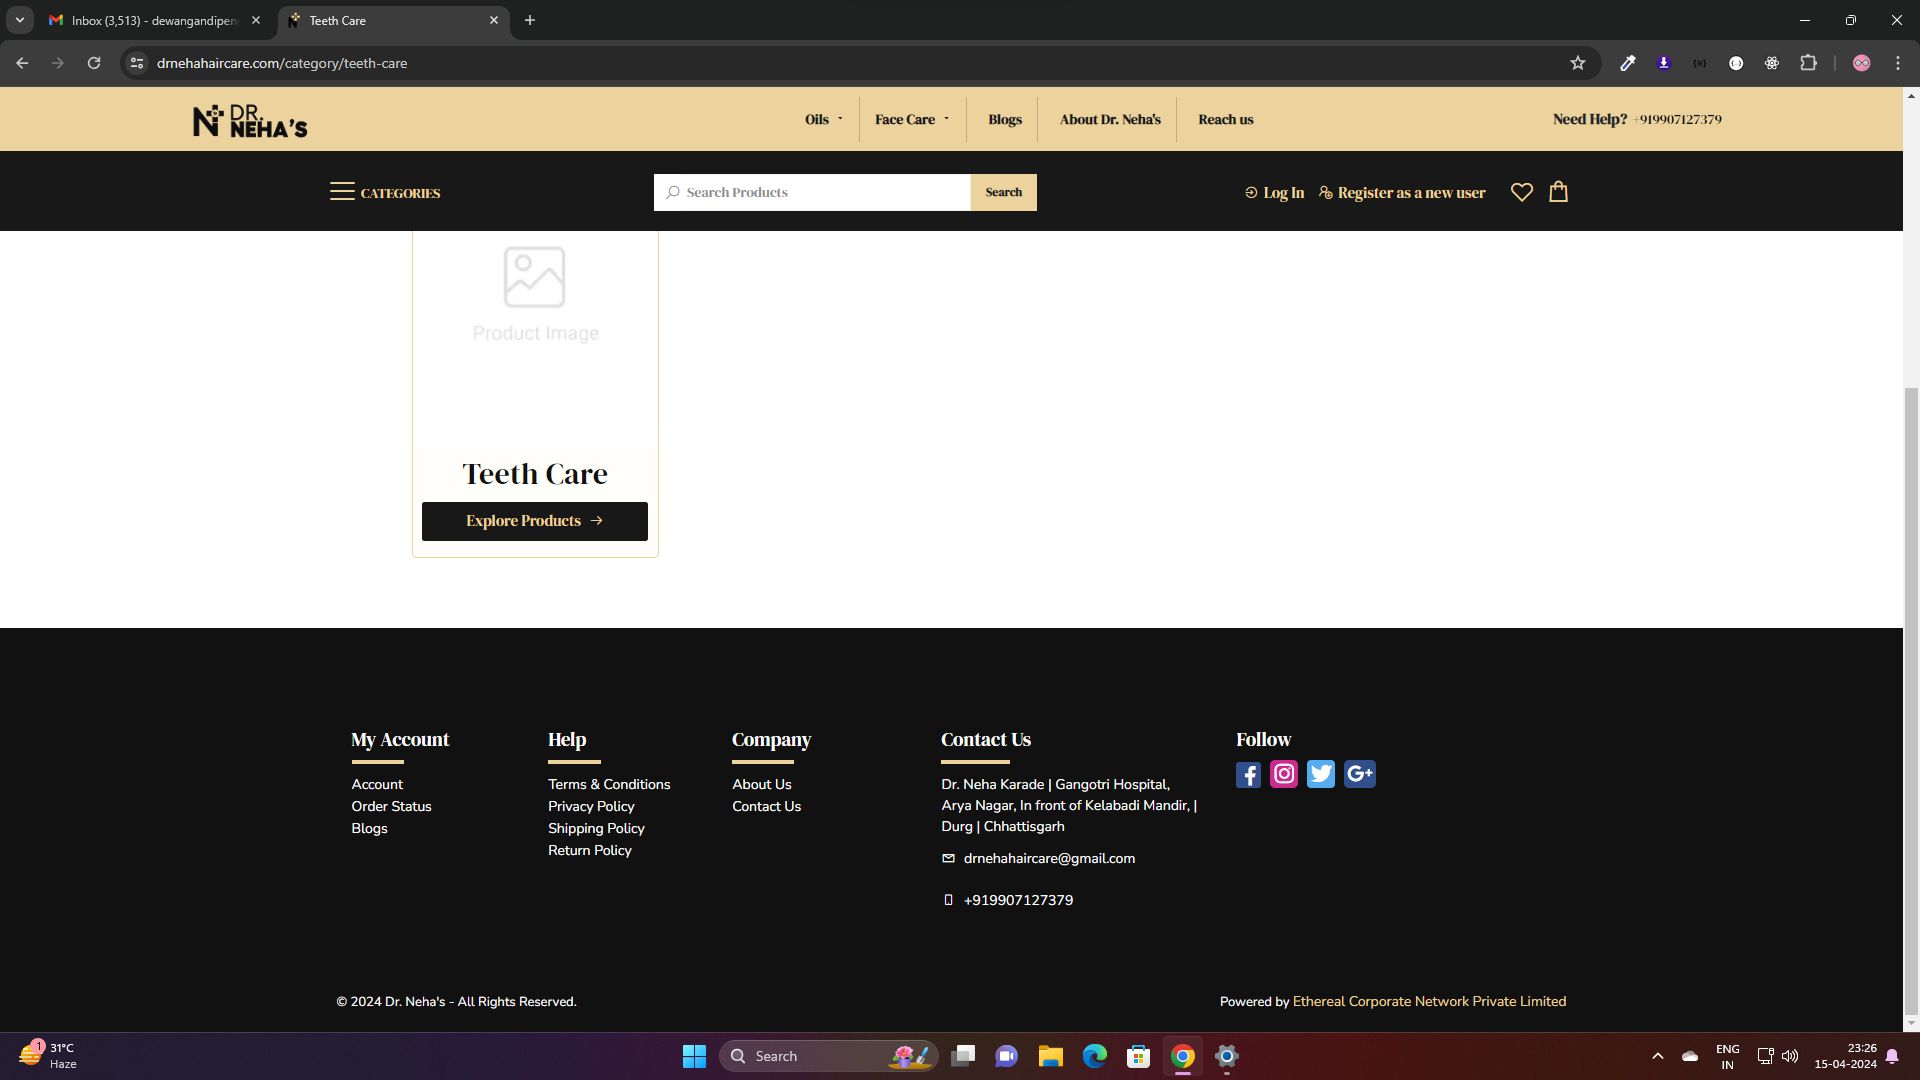 Inbox (3,513) - dewangandipen
Teeth Care
drnehahaircare.com/category/teeth-care
DR.
NEHA'S
Oils
Face Care
Blogs
About Dr. Neha's
Reach us
Need Help? +919907127379
CATEGORIES
Search Products
Search
Log In
Register as a new user
Product Image
Teeth Care
Explore Products
My Account
Account
Order Status
Blogs
Help
Terms & Conditions
Privacy Policy
Shipping Policy
Return Policy
Company
About Us
Contact Us
Contact Us
Dr. Neha Karade | Gangotri Hospital,
Arya Nagar, In front of Kelabadi Mandir, |
Durg | Chhattisgarh
drnehahaircare@gmail.com
+919907127379
Follow
© 2024 Dr. Neha's - All Rights Reserved.
Powered by Ethereal Corporate Network Private Limited
1
31°C
Haze
Search
ENG
IN
23:26
15-04-2024